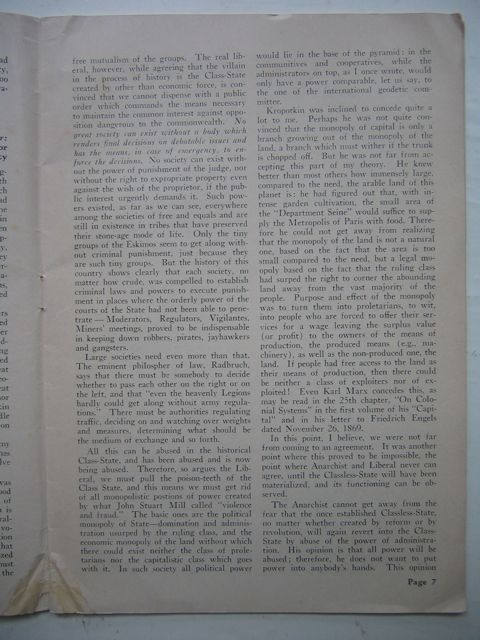 free mutualism of the groups. The real lib-
eral, however, while agreeing that the villain
in the process of history is the Class-State
created by other than economic force, is con-
vinced that we cannot dispense with a public
order which commands the means necessary
to maintain the common interest against oppo-
sition dangerous to the commonwealth. No
great society can exist without a body which
renders final decisions on debatable issues and
has the means, in case of emergency, to en-
force the decisions. No society can exist with-
out the power of punishment of the judge, nor
without the right to expropriate property even
against the wish of the proprietor, if the pub-
lic interest urgently demands it. Such pow-
ers existed, as far as we can see, everywhere
among the societies of free and equals and are
still in existence in tribes that have preserved
their stone-age mode of life. Only the tiny
groups of the Eskimos seem to get along with-
out criminal punishment, just because they
are such tiny groups. But the history of this
country shows clearly that each society, no
matter how crude, was compelled to establish
criminal laws and powers to execute punish-
ment in places where the orderly power of the
courts of the State had not been able to pene-
trate — Moderators, Regulators, Vigilantes,
Miners' meetings, proved to be indispensable
in keeping down robbers, pirates, jayhawkers
and gangsters.
Large societies need even more than that.
The eminent philosopher of law, Radbruch,
says that there must be somebody to decide
whether to pass each other on the right or on
the left, and that "even the heavenly Legions
hardly could get along without army regula-
tions." There must be authorities regulating
traffic, deciding on and watching over weights
and measures, determining what should be
the medium of exchange and so forth.
All this can be abused in the historical
Class-State, and has been abused and is now
being abused. Therefore, so argues the Lib-
eral, we must pull the poison-teeth of the
Class State, and this means we must get rid
of all monopolistic postions of power created
by what John Stuart Mill called "violence
and fraud." The basic ones are the political
monopoly of State—domination and adminis-
tration usurped by the ruling class, and the
economic monopoly of the land without which
there could exist neither the class of prole-
tarians nor the capitalistic class which goes
with it. In such society all political power
would lie in the base of the pyramid: in the
communities and cooperatives, while the
administrators on top, as I once wrote, would
only have a power comparable, let us say, to
the one of the international geodetic com-
mittee.
Kropotkin was inclined to concede quite a
lot to me. Perhaps he was not quite con-
vinced that the monopoly of capital is only a
branch growing out of the monopoly of the
land, a branch which must wither if the trunk
is chopped off. But he was not far from ac-
cepting this part of my theory. He knew
better than most others how immensely large,
compared to the need, the arable land of this
planet is: he had figured out that, with in-
tense garden cultivation, the small area of
the "Department Seine" would suffice to sup-
ply the Metropolis of Paris with food. There-
fore he could not get away from realizing
that the monopoly of the land is not a natural
one, based on the fact that the area is too
small compared to the need, but a legal mo-
opoly based on the fact that the ruling class
had surped the right to corner the abounding
land away from the vast majority of the
people. Purpose and effect of the monopoly
was to turn them into proletarians, to wit,
into people who are forced to offer their ser-
vices for a wage leaving the surplus value
(or profit) to the owners of the means of
production, the produced means (e.g., ma-
chinery), as well as the non-produced one, the
land. If people had free access to the land as
their means of production, then there could
be neither a class of exploiters nor of ex-
ploited! Even Karl Marx concedes this, as
may be read in the 25th chapter, "On Colo-
nial Systems" in the first volume of his "Capi-
tal" and in his letter to Friedrich Engels
dated November 26, 1869.
In this point, I believe, we were not far
from coming to an agreement. It was another
point where this proved to be impossible, the
point where Anarchist and Liberal never can
agree, until the Classless-State will have been
materialized, and its functioning can be ob-
served.
The Anarchist cannot get away from the
fear that the once established Classless-State,
no matter whether created by reform or by
revolution, will again revert into the Class-
State by abuse of the power of administra-
tion. His opinion is that all power will be
abused; therefore, he does not want to put
power into anybody's hands. This opinion
Page 7